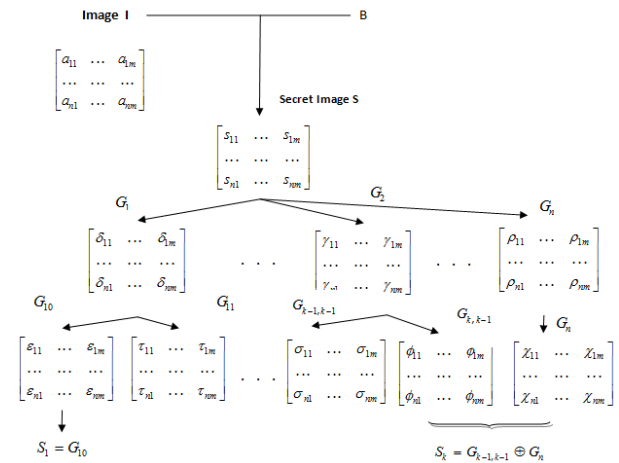 Image I B
[a₁₁ ... a₁ₘ]
[... ... ...]
[aₙ₁ ... aₙₘ]
Secret Image S
[s₁₁ ... s₁ₘ]
[... ... ...]
[sₙ₁ ... sₙₘ]
G₁ G₂ Gₙ
[δ₁₁ ... δ₁ₘ] [γ₁₁ ... γ₁ₘ] [ρ₁₁ ... ρ₁ₘ]
[... ... ...] . . . [... ... ...] . . . [... ... ...]
[δₙ₁ ... δₙₘ] [γₙ₁ ... γₙₘ] [ρₙ₁ ... ρₙₘ]
G₁₀ G₁₁ Gₖ₋₁,ₖ₋₁ Gₖ,ₖ₋₁ Gₙ
[ε₁₁ ... ε₁ₘ] [τ₁₁ ... τ₁ₘ] [σ₁₁ ... σ₁ₘ] [ϕ₁₁ ... ϕ₁ₘ] [χ₁₁ ... χ₁ₘ]
[... ... ...] [... ... ...] . . . [... ... ...] [... ... ...] [... ... ...]
[εₙ₁ ... εₙₘ] [τₙ₁ ... τₙₘ] [σₙ₁ ... σₙₘ] [ϕₙ₁ ... ϕₙₘ] [χₙ₁ ... χₙₘ]
S₁ = G₁₀ Sₖ = Gₖ₋₁,ₖ₋₁ ⊕ Gₙ